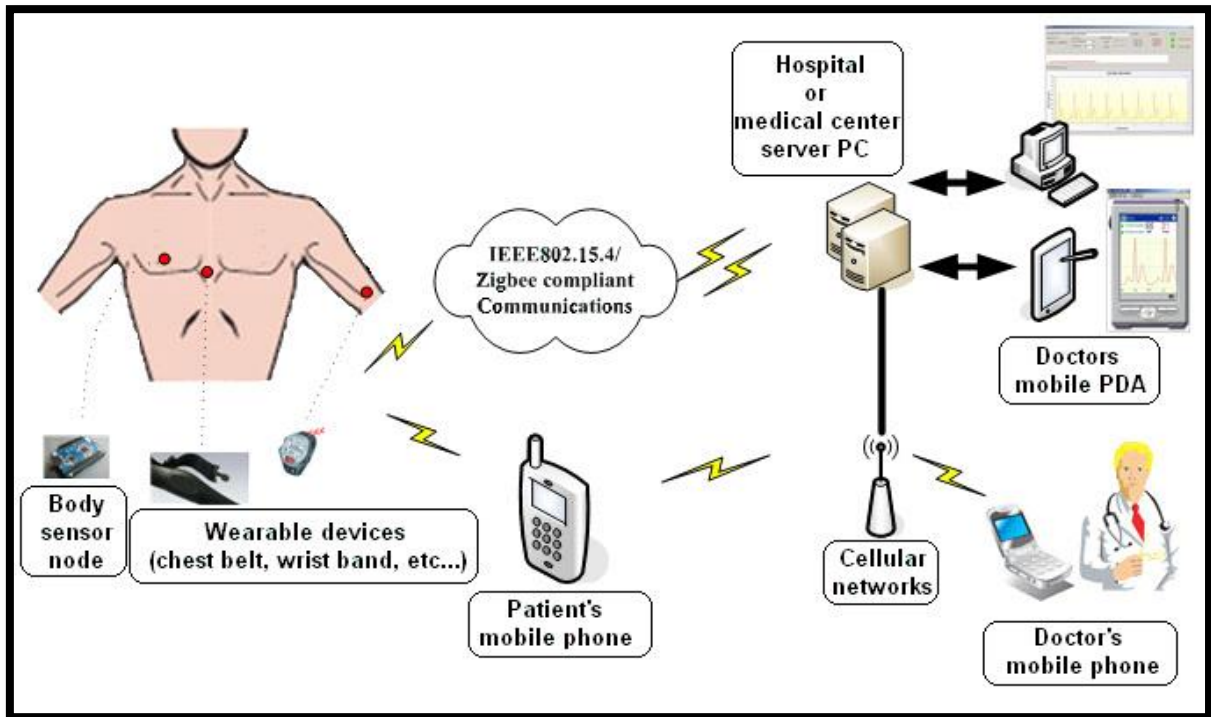 Hospital
or
medical center
server PC
IEEE802.15.4/
Zigbee compliant
Communications
Doctors
mobile PDA
Body
sensor
node
Wearable devices
(chest belt, wrist band, etc...)
Patient's
mobile phone
Cellular
networks
Doctor's
mobile phone